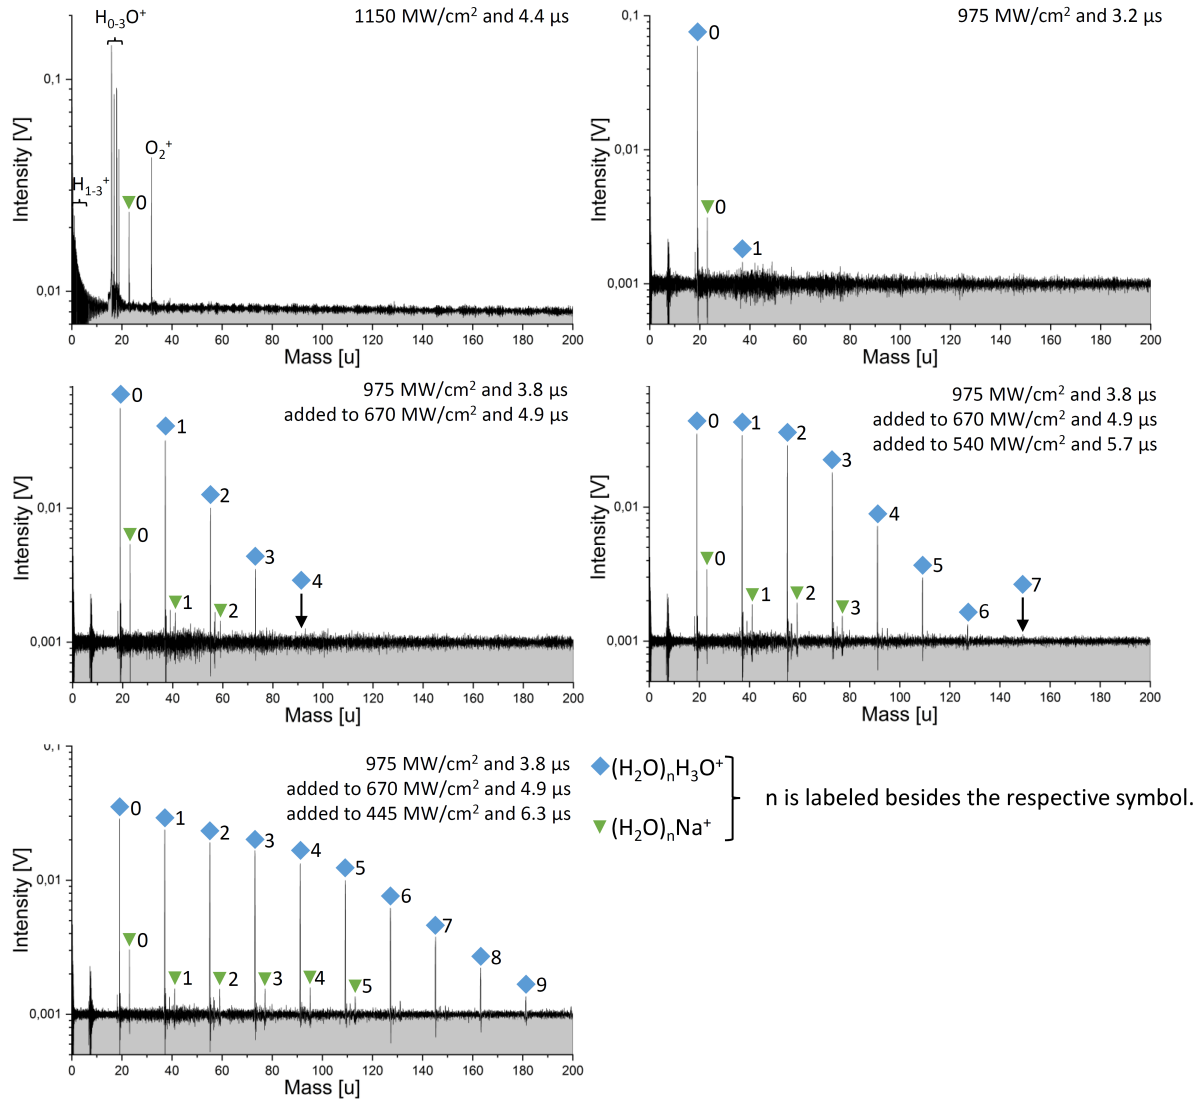 1150 MW/cm² and 4.4 µs
H₀₋₃O⁺
0,1
O₂⁺
H₁₋₃⁺
0
0,01
Intensity [V]
0 20 40 60 80 100 120 140 160 180 200
Mass [u]
975 MW/cm² and 3.2 µs
0,1
0
0,01
0
1
0,001
Intensity [V]
0 20 40 60 80 100 120 140 160 180 200
Mass [u]
975 MW/cm² and 3.8 µs
added to 670 MW/cm² and 4.9 µs
0 1 2 3 4
0 1 2
0,01
0,001
Intensity [V]
0 20 40 60 80 100 120 140 160 180 200
Mass [u]
975 MW/cm² and 3.8 µs
added to 670 MW/cm² and 4.9 µs
added to 540 MW/cm² and 5.7 µs
0 1 2 3 4 5 6 7
0 1 2 3
0,01
0,001
Intensity [V]
0 20 40 60 80 100 120 140 160 180 200
Mass [u]
0,1
975 MW/cm² and 3.8 µs
added to 670 MW/cm² and 4.9 µs
added to 445 MW/cm² and 6.3 µs
0 1 2 3 4 5 6 7 8 9
0 1 2 3 4 5
0,01
0,001
Intensity [V]
0 20 40 60 80 100 120 140 160 180 200
Mass [u]
(H₂O)ₙH₃O⁺
(H₂O)ₙNa⁺
n is labeled besides the respective symbol.